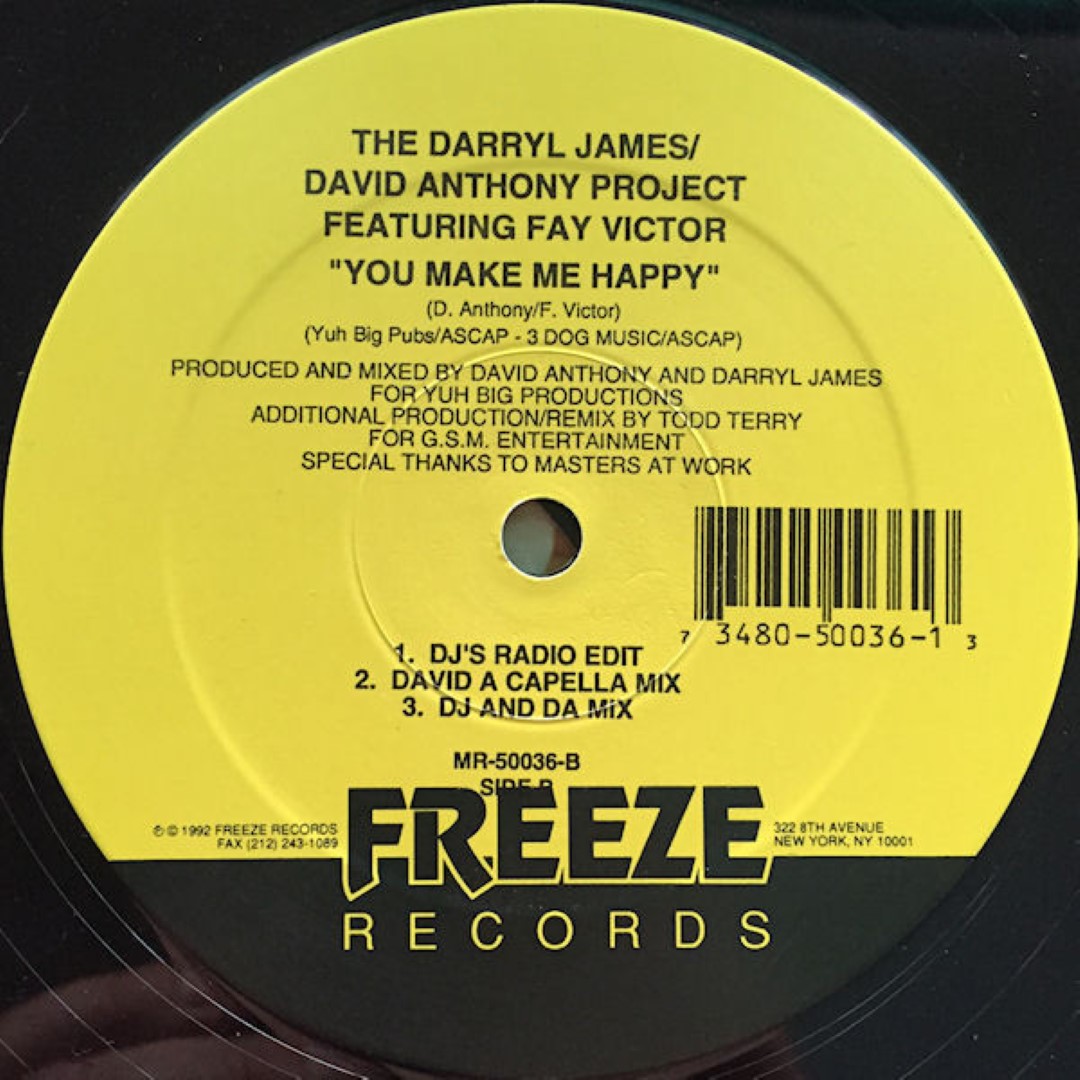 THE DARRYL JAMES/
DAVID ANTHONY PROJECT
FEATURING FAY VICTOR
"YOU MAKE ME HAPPY"
(D. Anthony/F. Victor)
(Yuh Big Pubs/ASCAP - 3 DOG MUSIC/ASCAP)
PRODUCED AND MIXED BY DAVID ANTHONY AND DARRYL JAMES
FOR YUH BIG PRODUCTIONS
ADDITIONAL PRODUCTION/REMIX BY TODD TERRY
FOR G.S.M. ENTERTAINMENT
SPECIAL THANKS TO MASTERS AT WORK
7 3480-50036-1 3
1. DJ'S RADIO EDIT
2. DAVID A CAPELLA MIX
3. DJ AND DA MIX
MR-50036-B
SIDE B
℗ © 1992 FREEZE RECORDS
FAX (212) 243-1089
322 8TH AVENUE
NEW YORK, NY 10001
FREEZE
RECORDS